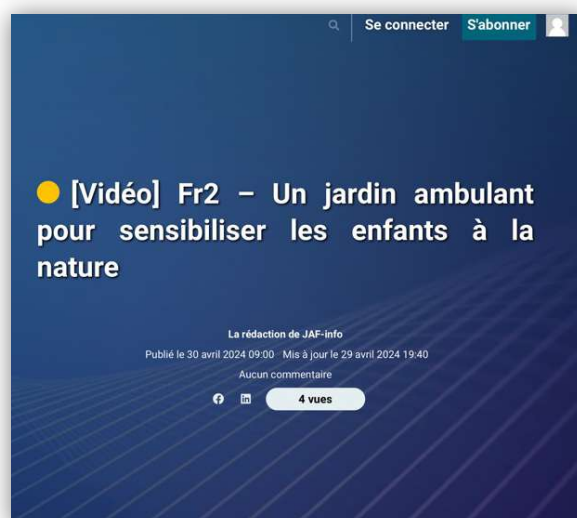 Se connecter S'abonner
[Vidéo] Fr2 – Un jardin ambulant
pour sensibiliser les enfants à la
nature
La rédaction de JAF-info
Publié le 30 avril 2024 09:00 Mis à jour le 29 avril 2024 19:40
Aucun commentaire
4 vues